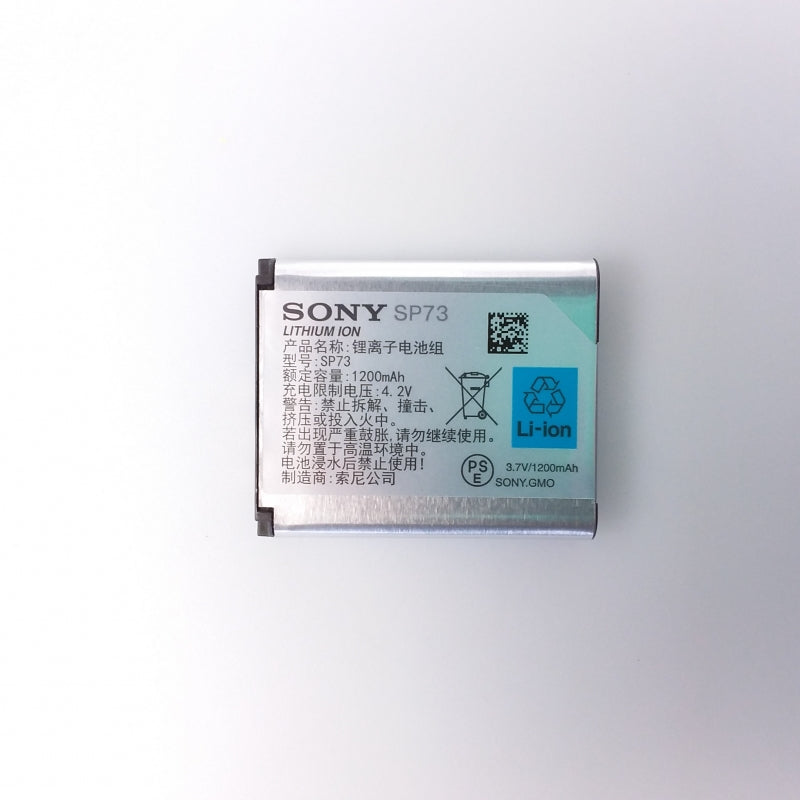 SONY SP73
LITHIUM ION
产品名称:锂离子电池组
型号:SP73
额定容量:1200mAh
充电限制电压:4.2V
警告:禁止拆解、撞击、
挤压或投入火中。
若出现严重鼓胀,请勿继续使用。
请勿置于高温环境中。
电池浸水后禁止使用!
制造商:索尼公司
Li-ion
PS
E
3.7V/1200mAh
SONY.GMO